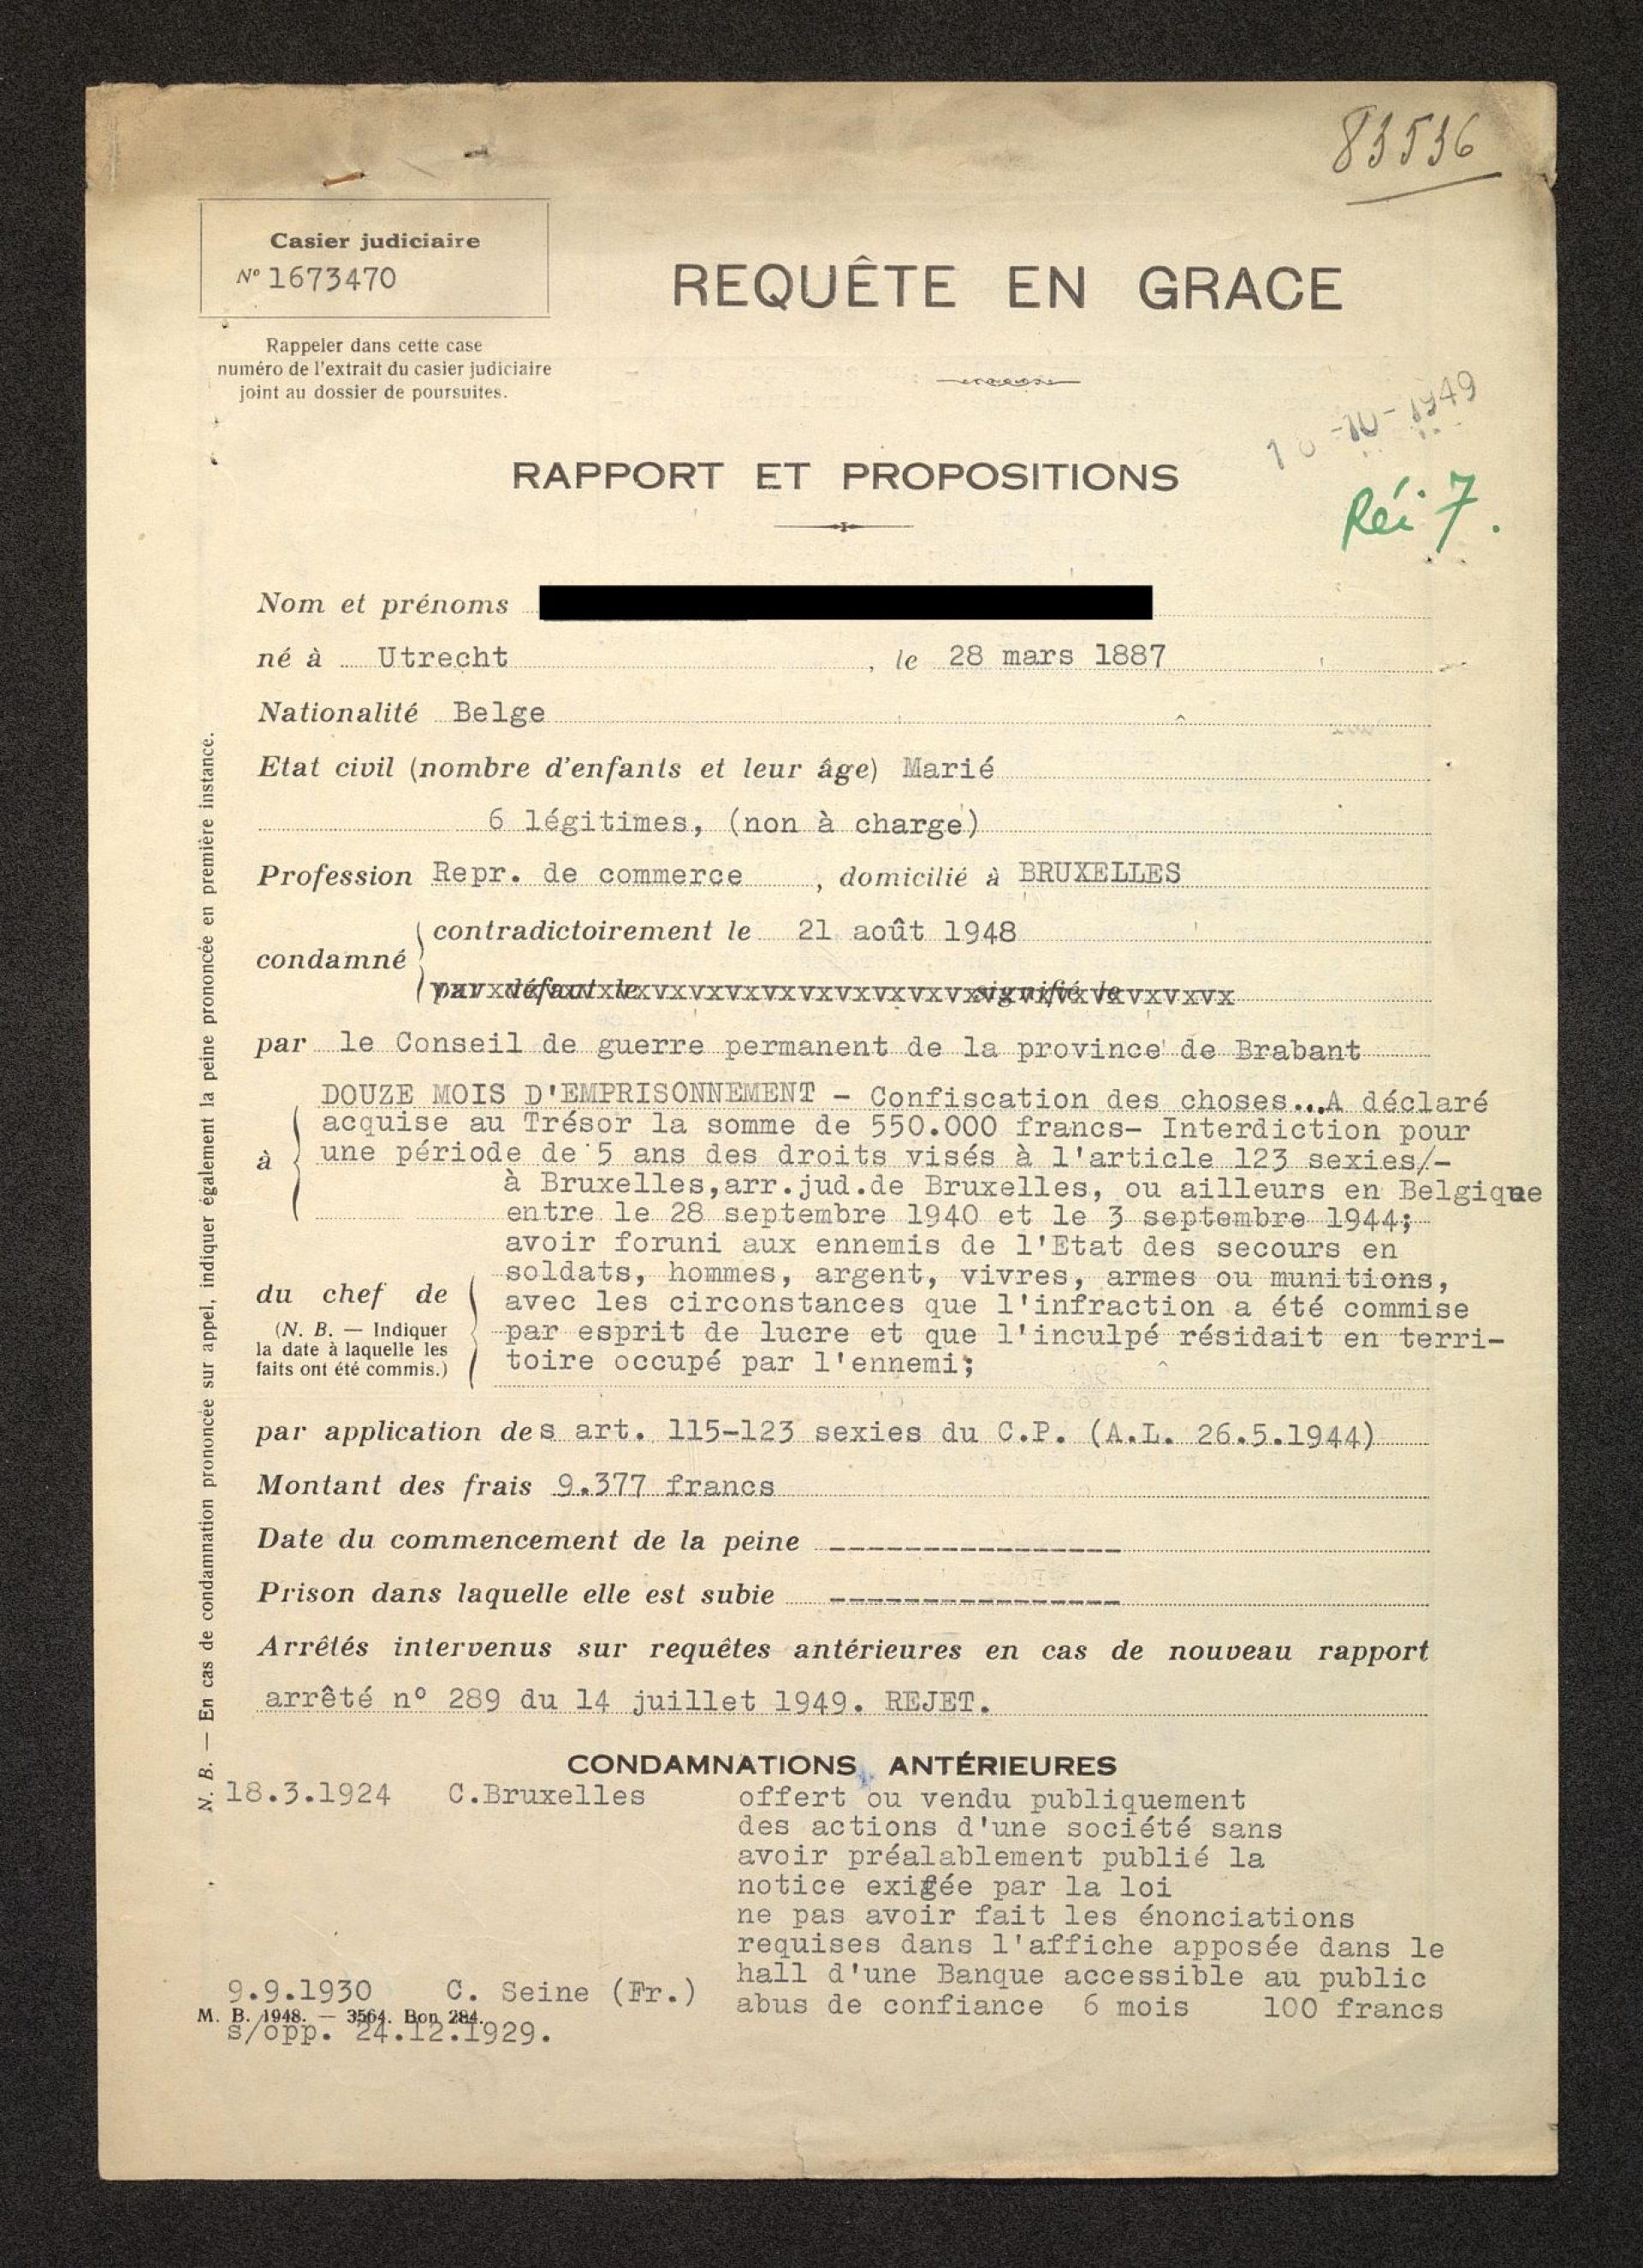 83536
Casier judiciaire
Nº 1673470
REQUÊTE EN GRACE
Rappeler dans cette case
numéro de l'extrait du casier judiciaire
joint au dossier de poursuites.
-10-1949
RAPPORT ET PROPOSITIONS
Réi 7.
Nom et prénoms
né à Utrecht, le 28 mars 1887
Nationalité Belge
Etat civil (nombre d'enfants et leur âge) Marié
6 légitimes, (non à charge)
Profession Repr. de commerce, domicilié à BRUXELLES
condamné
contradictoirement le 21 août 1948
par défaut le signifié le
par le Conseil de guerre permanent de la province de Brabant
à
DOUZE MOIS D'EMPRISONNEMENT - Confiscation des choses...A déclaré
acquise au Trésor la somme de 550.000 francs- Interdiction pour
une période de 5 ans des droits visés à l'article 123 sexies/-
à Bruxelles,arr.jud.de Bruxelles, ou ailleurs en Belgique
entre le 28 septembre 1940 et le 3 septembre 1944;
avoir foruni aux ennemis de l'Etat des secours en
soldats, hommes, argent, vivres, armes ou munitions,
du chef de
avec les circonstances que l'infraction a été commise
(N. B. — Indiquer
la date à laquelle les
faits ont été commis.)
par esprit de lucre et que l'inculpé résidait en terri-
toire occupé par l'ennemi;
par application des art. 115-123 sexies du C.P. (A.L. 26.5.1944)
Montant des frais 9.377 francs
Date du commencement de la peine ----------------
Prison dans laquelle elle est subie ----------------
Arrêtés intervenus sur requêtes antérieures en cas de nouveau rapport
arrêté nº 289 du 14 juillet 1949. REJET.
CONDAMNATIONS ANTÉRIEURES
18.3.1924 C.Bruxelles offert ou vendu publiquement
des actions d'une société sans
avoir préalablement publié la
notice exigée par la loi
ne pas avoir fait les énonciations
requises dans l'affiche apposée dans le
hall d'une Banque accessible au public
9.9.1930 C. Seine (Fr.) abus de confiance 6 mois 100 francs
M. B. 1948. — 3564. Bon 284.
s/opp. 24.12.1929.
N. B. — En cas de condamnation prononcée sur appel, indiquer également la peine prononcée en première instance.